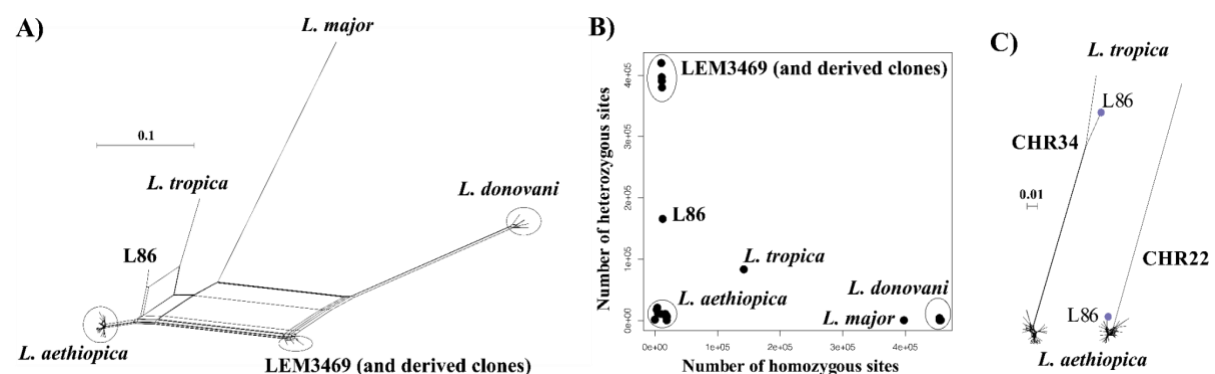 A)
L. major
0.1
L. tropica
L. donovani
L86
L. aethiopica
LEM3469 (and derived clones)
B)
Number of heterozygous sites
4e+05
3e+05
2e+05
1e+05
0e+00
LEM3469 (and derived clones)
L86
L. tropica
L. aethiopica
L. donovani
L. major
0e+00 1e+05 2e+05 3e+05 4e+05
Number of homozygous sites
C)
L. tropica
L86
CHR34
0.01
CHR22
L86
L. aethiopica